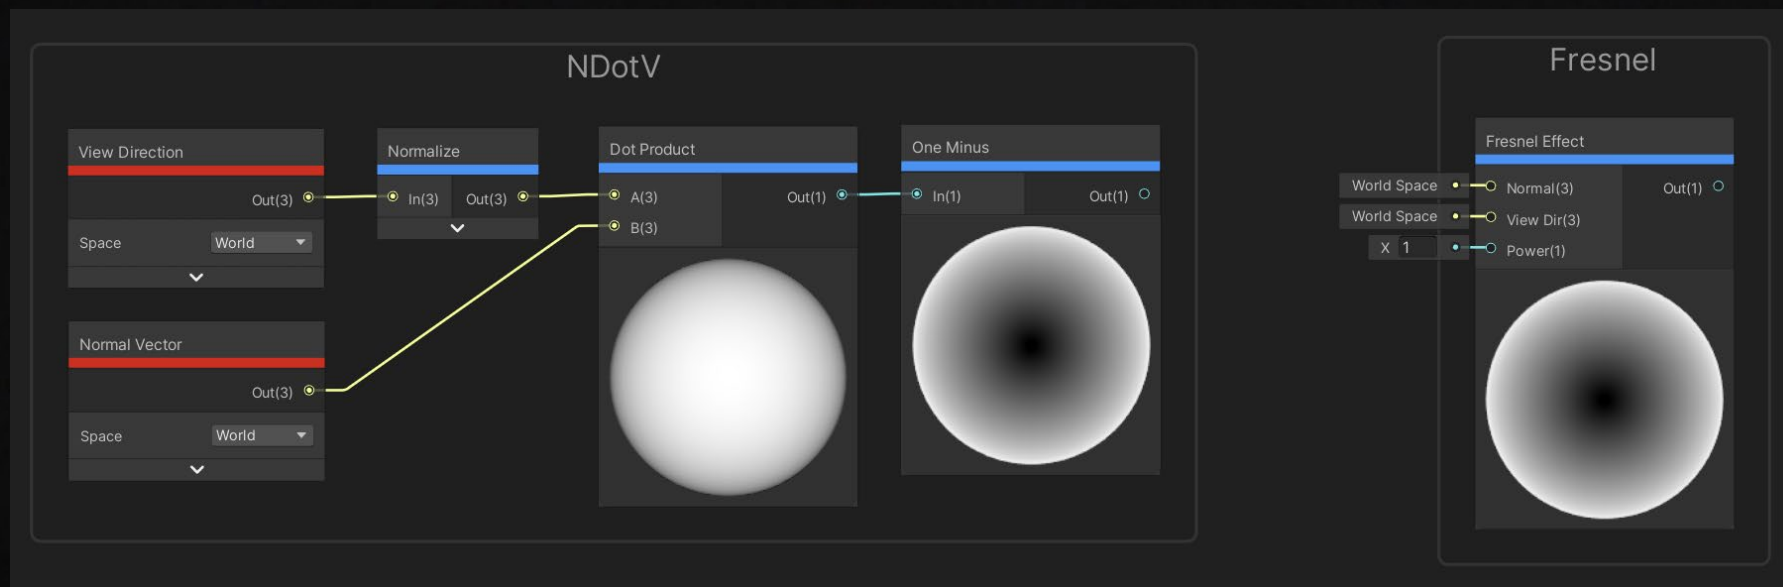 NDotV
View Direction
Out(3)
Space World
Normal Vector
Out(3)
Space World
Normalize
In(3) Out(3)
Dot Product
A(3) Out(1)
B(3)
One Minus
In(1) Out(1)
Fresnel
Fresnel Effect
World Space Normal(3) Out(1)
World Space View Dir(3)
X 1 Power(1)